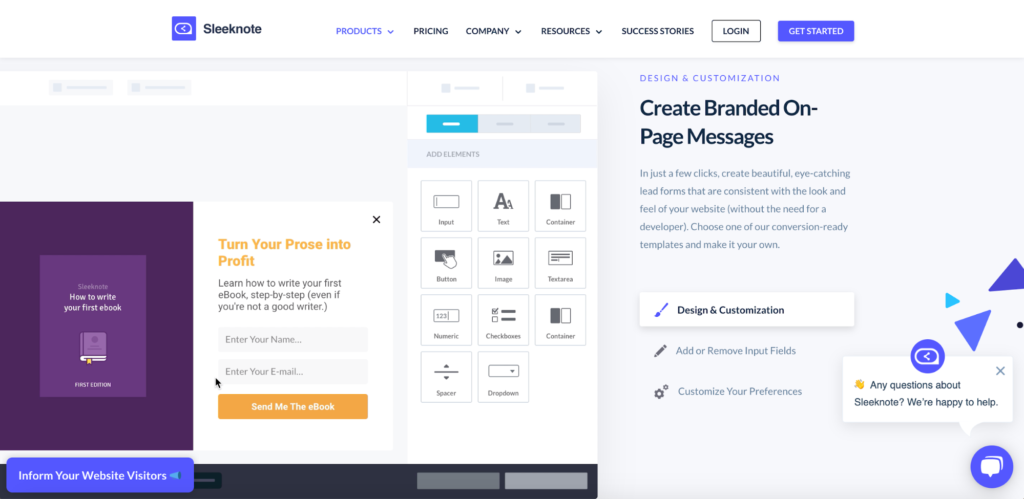 Sleeknote
PRODUCTS
PRICING
COMPANY
RESOURCES
SUCCESS STORIES
LOGIN
GET STARTED
ADD ELEMENTS
Input
Text
Container
Button
Image
Textarea
123
Numeric
Checkboxes
Container
Spacer
Dropdown
Sleeknote
How to write
your first ebook
FIRST EDITION
Turn Your Prose into
Profit
Learn how to write your first
eBook, step-by-step (even if
you're not a good writer.)
Enter Your Name...
Enter Your E-mail...
Send Me The eBook
Inform Your Website Visitors
DESIGN & CUSTOMIZATION
Create Branded On-
Page Messages
In just a few clicks, create beautiful, eye-catching
lead forms that are consistent with the look and
feel of your website (without the need for a
developer). Choose one of our conversion-ready
templates and make it your own.
Design & Customization
Add or Remove Input Fields
Customize Your Preferences
👋 Any questions about
Sleeknote? We're happy to help.